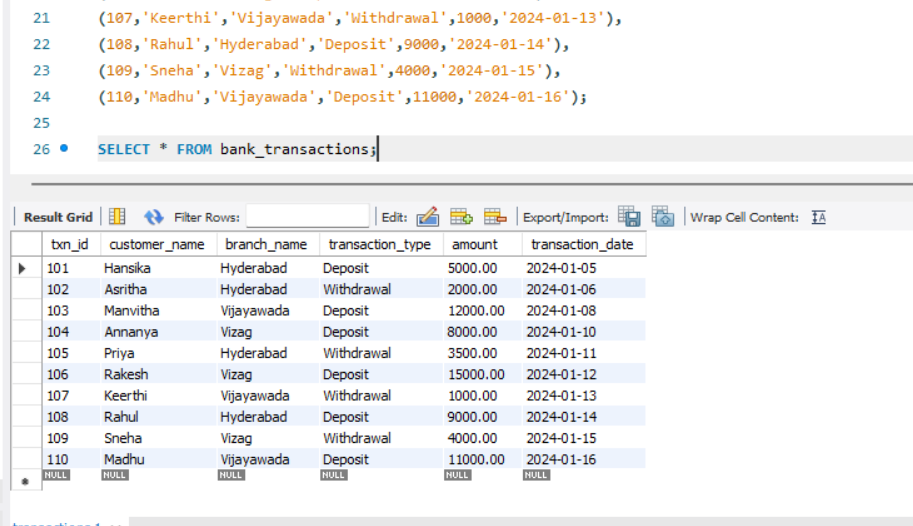 21 (107,'Keerthi','Vijayawada','Withdrawal',1000,'2024-01-13'),
22 (108,'Rahul','Hyderabad','Deposit',9000,'2024-01-14'),
23 (109,'Sneha','Vizag','Withdrawal',4000,'2024-01-15'),
24 (110,'Madhu','Vijayawada','Deposit',11000,'2024-01-16');
25
26 SELECT * FROM bank_transactions;
Result Grid Filter Rows: Edit: Export/Import: Wrap Cell Content: IA
txn_id customer_name branch_name transaction_type amount transaction_date
101 Hansika Hyderabad Deposit 5000.00 2024-01-05
102 Asritha Hyderabad Withdrawal 2000.00 2024-01-06
103 Manvitha Vijayawada Deposit 12000.00 2024-01-08
104 Annanya Vizag Deposit 8000.00 2024-01-10
105 Priya Hyderabad Withdrawal 3500.00 2024-01-11
106 Rakesh Vizag Deposit 15000.00 2024-01-12
107 Keerthi Vijayawada Withdrawal 1000.00 2024-01-13
108 Rahul Hyderabad Deposit 9000.00 2024-01-14
109 Sneha Vizag Withdrawal 4000.00 2024-01-15
110 Madhu Vijayawada Deposit 11000.00 2024-01-16
NULL NULL NULL NULL NULL NULL